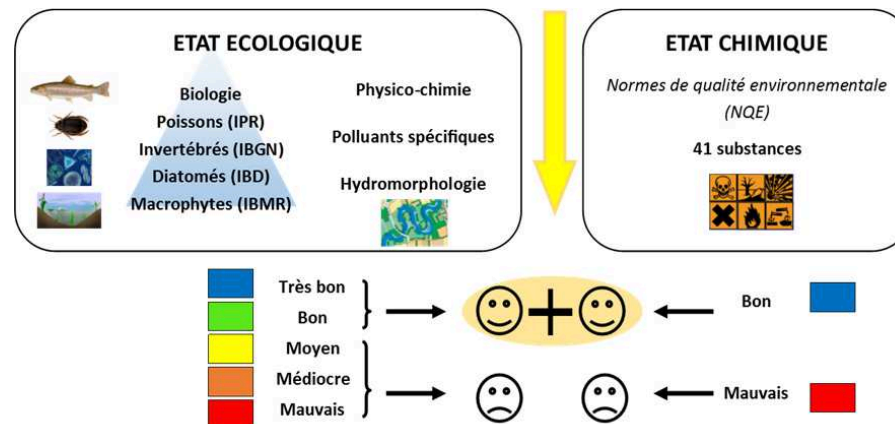 ETAT ECOLOGIQUE
Biologie
Poissons (IPR)
Invertébrés (IBGN)
Diatomés (IBD)
Macrophytes (IBMR)
Physico-chimie
Polluants spécifiques
Hydromorphologie
ETAT CHIMIQUE
Normes de qualité environnementale
(NQE)
41 substances
Très bon
Bon
Moyen
Médiocre
Mauvais
Bon
Mauvais